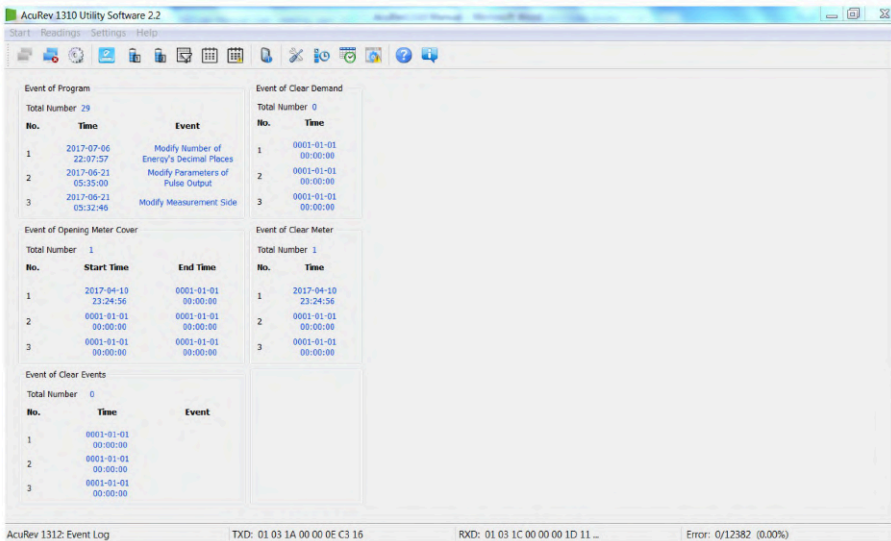 AcuRev 1310 Utility Software 2.2
Start Readings Settings Help
Event of Program
Total Number 29
No. Time Event
1 2017-07-06 22:07:57 Modify Number of Energy's Decimal Places
2 2017-06-21 05:35:00 Modify Parameters of Pulse Output
3 2017-06-21 05:32:46 Modify Measurement Side
Event of Clear Demand
Total Number 0
No. Time
1 0001-01-01 00:00:00
2 0001-01-01 00:00:00
3 0001-01-01 00:00:00
Event of Opening Meter Cover
Total Number 1
No. Start Time End Time
1 2017-04-10 23:24:56 0001-01-01 00:00:00
2 0001-01-01 00:00:00 0001-01-01 00:00:00
3 0001-01-01 00:00:00 0001-01-01 00:00:00
Event of Clear Meter
Total Number 1
No. Time
1 2017-04-10 23:24:56
2 0001-01-01 00:00:00
3 0001-01-01 00:00:00
Event of Clear Events
Total Number 0
No. Time Event
1 0001-01-01 00:00:00
2 0001-01-01 00:00:00
3 0001-01-01 00:00:00
AcuRev 1312: Event Log TXD: 01 03 1A 00 00 0E C3 16 RXD: 01 03 1C 00 00 00 1D 11 ... Error: 0/12382 (0.00%)